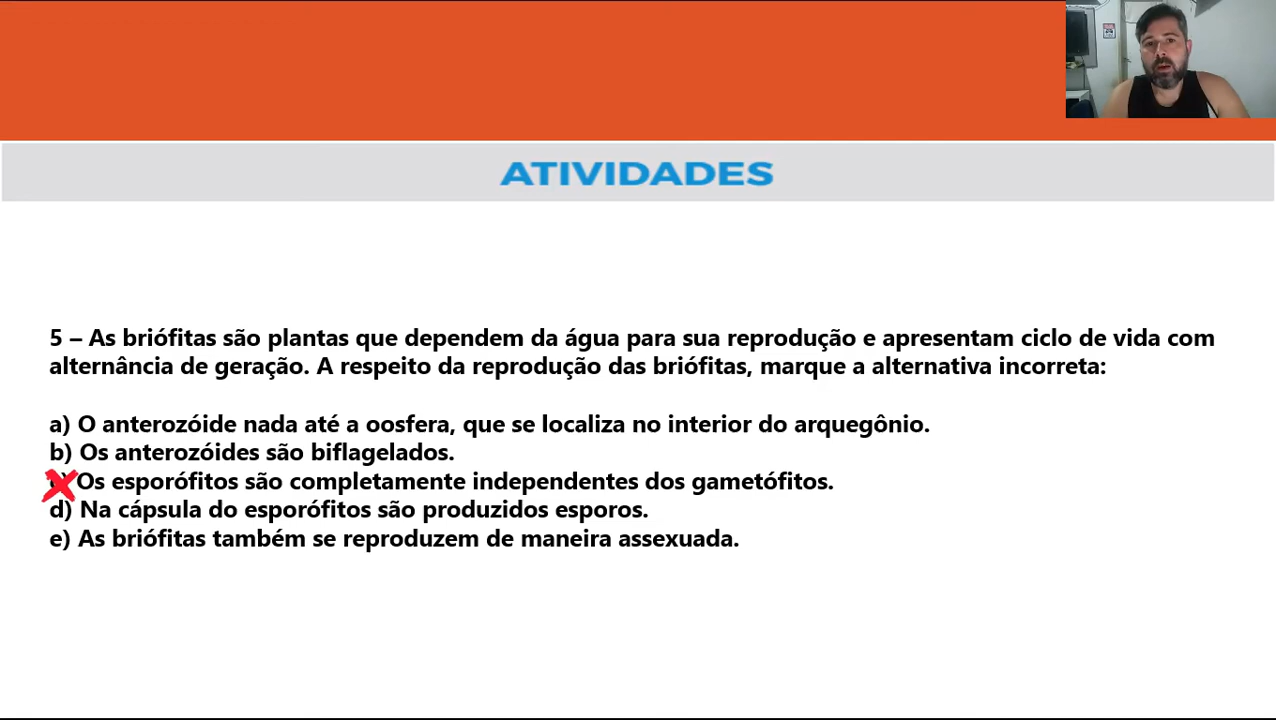 ATIVIDADES
5 – As briófitas são plantas que dependem da água para sua reprodução e apresentam ciclo de vida com
alternância de geração. A respeito da reprodução das briófitas, marque a alternativa incorreta:
a) O anterozóide nada até a oosfera, que se localiza no interior do arquegônio.
b) Os anterozóides são biflagelados.
Os esporófitos são completamente independentes dos gametófitos.
d) Na cápsula do esporófitos são produzidos esporos.
e) As briófitas também se reproduzem de maneira assexuada.